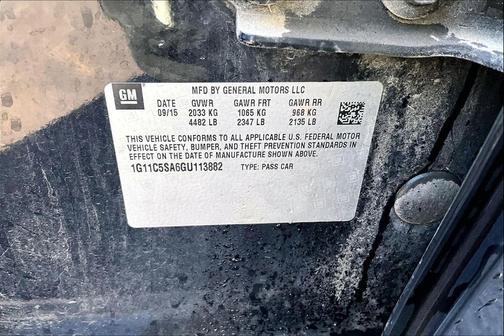 GM
MFD BY GENERAL MOTORS LLC
DATE GVWR GAWR FRT GAWR RR
09/15 2033 KG 1065 KG 968 KG
4482 LB 2347 LB 2135 LB
THIS VEHICLE CONFORMS TO ALL APPLICABLE U.S. FEDERAL MOTOR
VEHICLE SAFETY, BUMPER, AND THEFT PREVENTION STANDARDS IN
EFFECT ON THE DATE OF MANUFACTURE SHOWN ABOVE.
1G11C5SA6GU113882 TYPE: PASS CAR